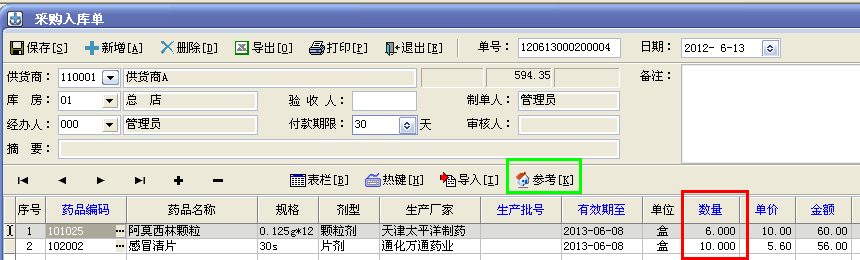 采购入库单
保存[S] 新增[A] 删除[D] 导出[O] 打印[P] 退出[E] 单号: 120613000200004 日期: 2012- 6-13
供货商: 110001 供货商A 594.35 备注:
库 房: 01 总 店 验 收 人: 制单人: 管理员
经办人: 000 管理员 付款期限: 30 天 审核人:
摘 要:
表栏[B] 热键[H] 导入[I] 参考[K]
序号 药品编码 药品名称 规格 剂型 生产厂家 生产批号 有效期至 单位 数量 单价 金额
1 101025 ··· 阿莫西林颗粒 0.125g*12 颗粒剂 天津太平洋制药 2013-06-08 盒 6.000 10.00 60.00
2 102002 ··· 感冒清片 30s 片剂 通化万通药业 2013-06-08 盒 10.000 5.60 56.00